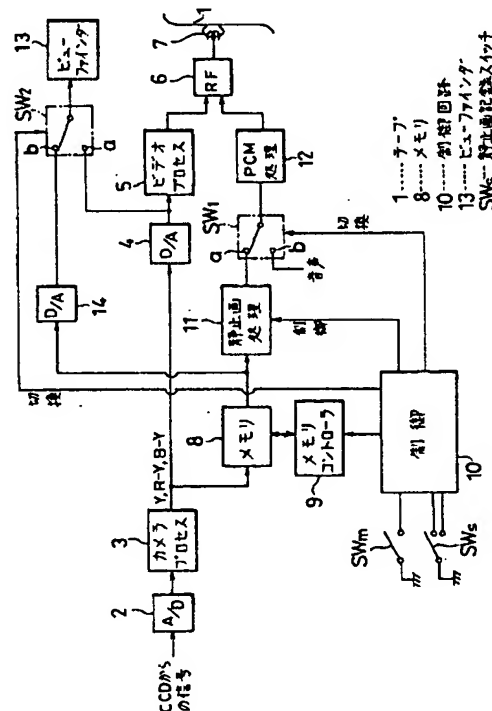 CCDから
の信号
2
A/D
3
カメラ
プロセス
Y,R-Y,B-Y
切換
14
D/A
4
D/A
5
ビデオ
プロセス
6
RF
7
1
SW2
b
a
13
ビュー
ファインダ
8
メモリ
9
メモリ
コントローラ
11
静止画
処理
制御
SW1
a
b
音声
切換
12
PCM
処理
SWm
SWs
制御
10
1……テープ
8……メモリ
10……制御回路
13……ビューファインダ
SWs…静止画記録スイッチ